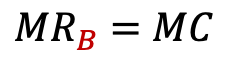 MR_B = MC